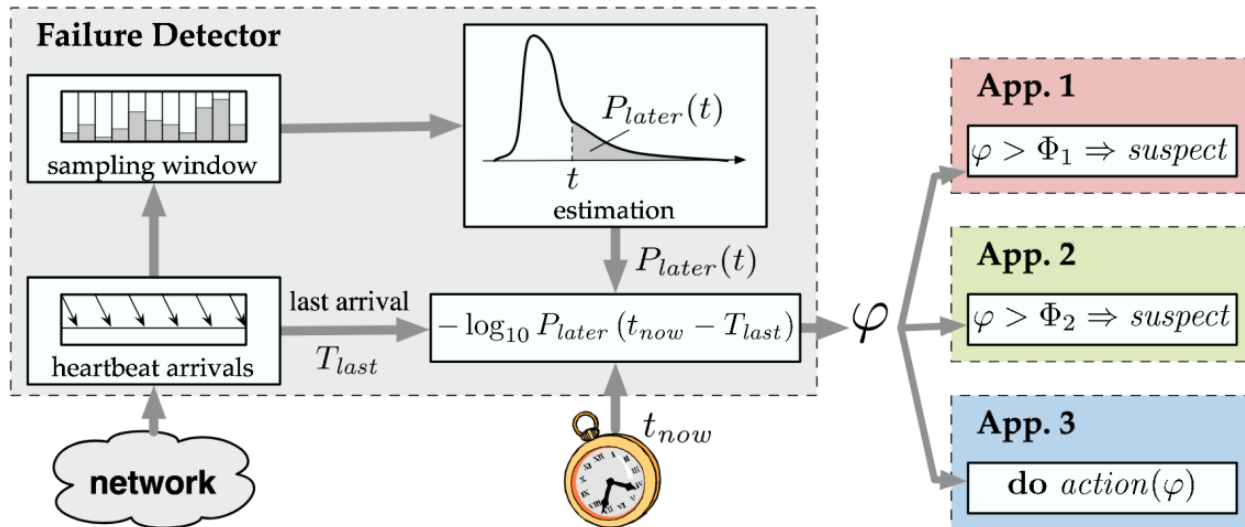 Failure Detector
sampling window
P_later(t)
t
estimation
P_later(t)
last arrival
T_last
heartbeat arrivals
− log10 P_later (t_now − T_last)
φ
t_now
network
App. 1
φ > Φ1 ⇒ suspect
App. 2
φ > Φ2 ⇒ suspect
App. 3
do action(φ)